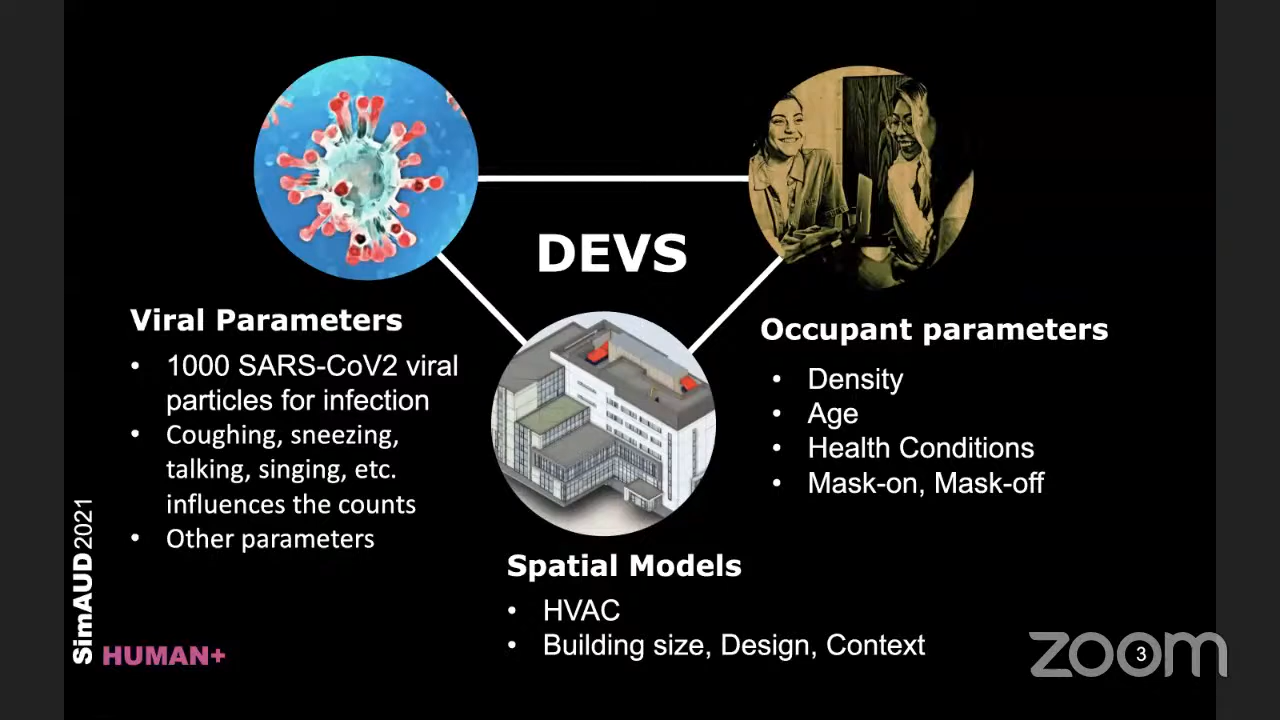 DEVS
Viral Parameters
• 1000 SARS-CoV2 viral
particles for infection
• Coughing, sneezing,
talking, singing, etc.
influences the counts
• Other parameters
Occupant parameters
• Density
• Age
• Health Conditions
• Mask-on, Mask-off
Spatial Models
• HVAC
• Building size, Design, Context
SimAUD2021
HUMAN+
zoom
3